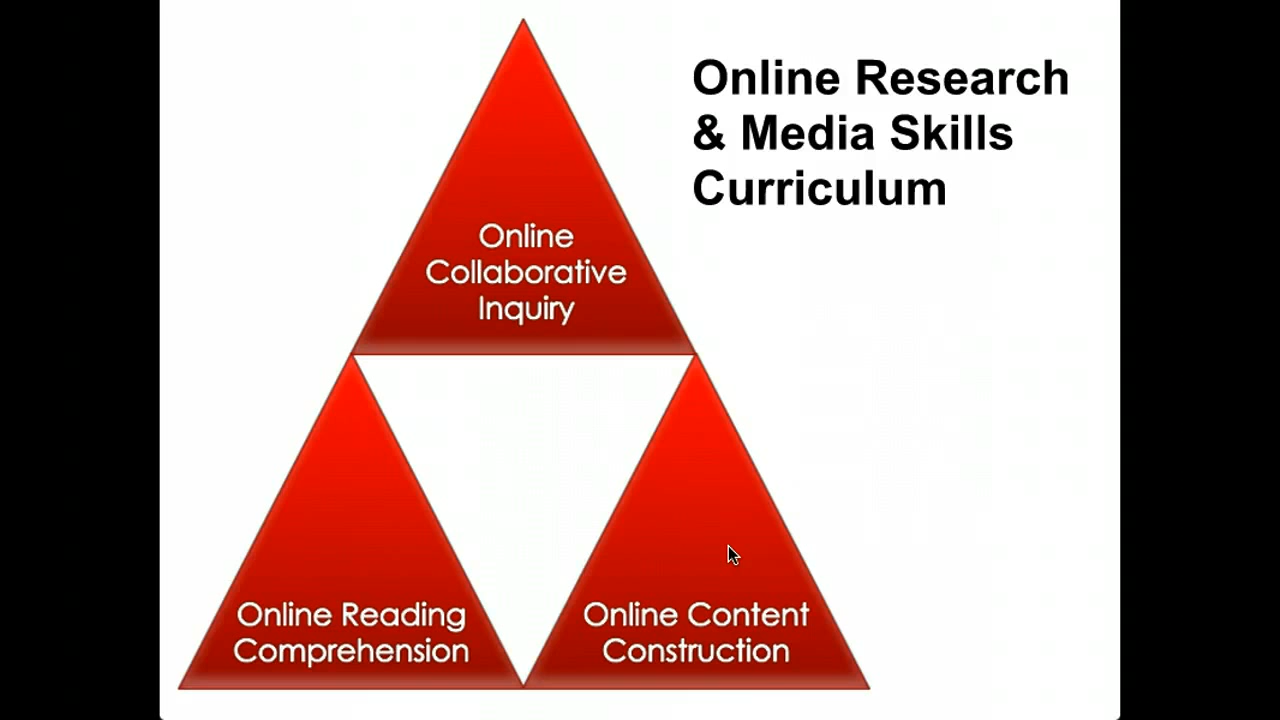 Online Research
& Media Skills
Curriculum
Online
Collaborative
Inquiry
Online Reading
Comprehension
Online Content
Construction